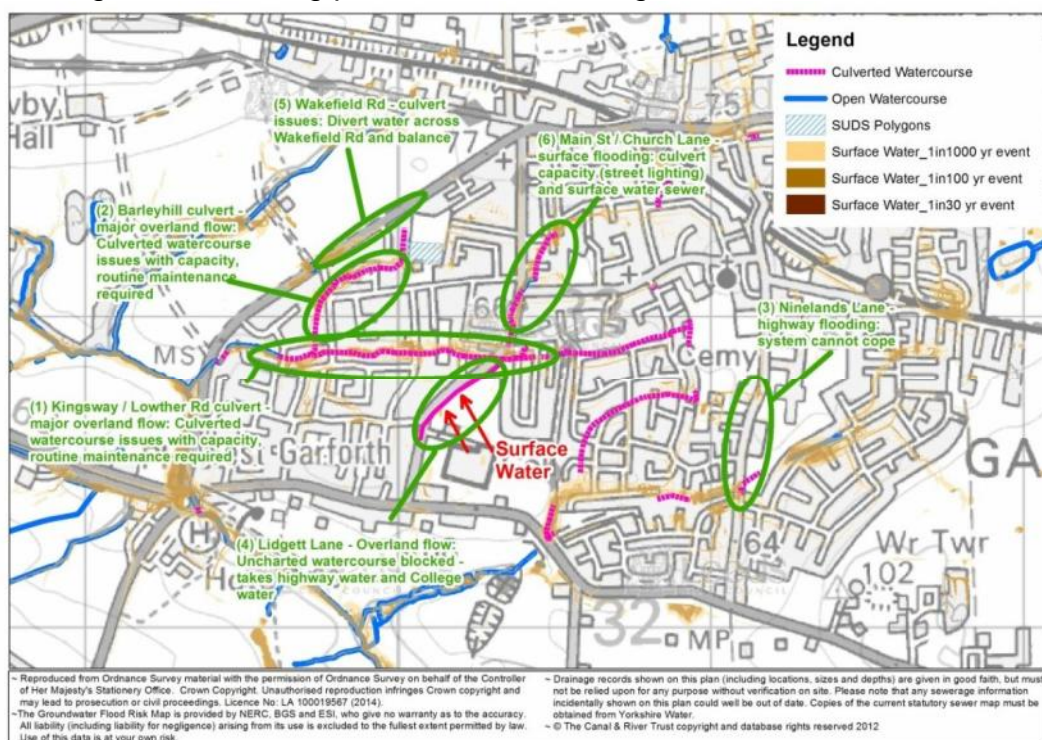 Legend
Culverted Watercourse
Open Watercourse
SUDS Polygons
Surface Water_1in1000 yr event
Surface Water_1in100 yr event
Surface Water_1in30 yr event
Hall
75
(5) Wakefield Rd - culvert
issues: Divert water across
Wakefield Rd and balance
(6) Main St / Church Lane -
surface flooding: culvert
capacity (street lighting)
and surface water sewer
(2) Barleyhill culvert -
major overland flow:
Culverted watercourse
issues with capacity,
routine maintenance
required
(3) Ninelands Lane -
highway flooding:
system cannot cope
MS
Cemy
(1) Kingsway / Lowther Rd culvert -
major overland flow: Culverted
watercourse issues with capacity,
routine maintenance required
Garforth
Surface
Water
GA
(4) Lidgett Lane - Overland flow:
Uncharted watercourse blocked -
takes highway water and College
water
H
64
Wr Twr
102
32
MP
~ Reproduced from Ordnance Survey material with the permission of Ordnance Survey on behalf of the Controller
of Her Majesty's Stationery Office. Crown Copyright. Unauthorised reproduction infringes Crown copyright and
may lead to prosecution or civil proceedings. Licence No: LA 100019567 (2014).
~The Groundwater Flood Risk Map is provided by NERC, BGS and ESI, who give no warranty as to the accuracy.
All liability (including liability for negligence) arising from its use is excluded to the fullest extent permitted by law.
Use of this data is at your own risk.
~ Drainage records shown on this plan (including locations, sizes and depths) are given in good faith, but must
not be relied upon for any purpose without verification on site. Please note that any sewerage information
incidentally shown on this plan could well be out of date. Copies of the current statutory sewer map must be
obtained from Yorkshire Water.
~ © The Canal & River Trust copyright and database rights reserved 2012